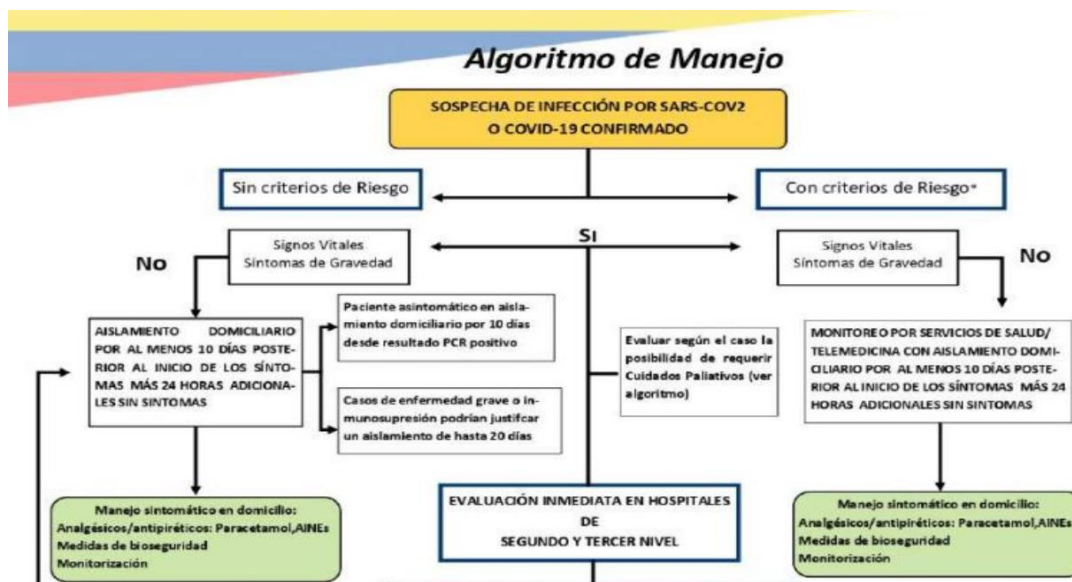 Algoritmo de Manejo
SOSPECHA DE INFECCIÓN POR SARS-COV2
O COVID-19 CONFIRMADO
Sin criterios de Riesgo
Con criterios de Riesgo*
Signos Vitales
Síntomas de Gravedad
SI
Signos Vitales
Síntomas de Gravedad
No
No
AISLAMIENTO DOMICILIARIO
POR AL MENOS 10 DÍAS POSTE-
RIOR AL INICIO DE LOS SÍNTO-
MAS MÁS 24 HORAS ADICIONA-
LES SIN SINTOMAS
Paciente asintomático en aisla-
miento domiciliario por 10 días
desde resultado PCR positivo
Casos de enfermedad grave o in-
munosupresión podrían justifcar
un aislamiento de hasta 20 días
Evaluar según el caso la
posibilidad de requerir
Cuidados Paliativos (ver
algoritmo)
MONITOREO POR SERVICIOS DE SALUD/
TELEMEDICINA CON AISLAMIENTO DOMI-
CILIARIO POR AL MENOS 10 DÍAS POSTE-
RIOR AL INICIO DE LOS SÍNTOMAS MÁS 24
HORAS ADICIONALES SIN SINTOMAS
Manejo sintomático en domicilio:
Analgésicos/antipiréticos: Paracetamol,AINEs
Medidas de bioseguridad
Monitorización
EVALUACIÓN INMEDIATA EN HOSPITALES
DE
SEGUNDO Y TERCER NIVEL
Manejo sintomático en domicilio:
Analgésicos/antipiréticos: Paracetamol,AINEs
Medidas de bioseguridad
Monitorización